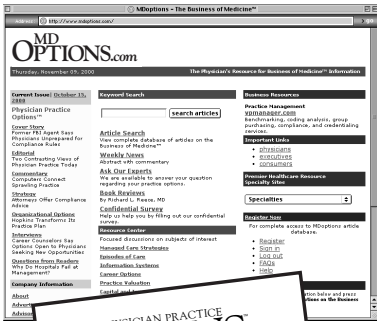 MDoptions - The Business of Medicine™
Address http://www.mdoptions.com/ go
MD
OPTIONS.com
Thursday, November 09, 2000
The Physician's Resource for Business of Medicine™ Information
Current Issue: October 15,
2000
Physician Practice
Options™
Cover Story
Former FBI Agent Says
Physicians Unprepared for
Compliance Rules
Editorial
Two Contrasting Views of
Physician Practice Today
Commentary
Computers Connect
Sprawling Practice
Strategy
Attorneys Offer Compliance
Advice
Organizational Options
Hopkins Transforms Its
Practice Plan
Interviews
Career Counselors Say
Options Open to Physicians
Seeking New Opportunities
Questions from Readers
Why Do Hospitals Fail at
Management?
Company Information
About
Keyword Search
search articles
Article Search
View complete database of articles on the
Business of Medicine™
Weekly News
Abstract with commentary
Ask Our Experts
We are available to answer your question
regarding your practice options.
Book Reviews
By Richard L. Reece, MD
Confidential Survey
Help us help you by filling out our confidential
survey.
Resource Center
Focused discussions on subjects of interest
Managed Care Strategies
Episodes of Care
Information Systems
Career Options
Practice Valuation
Capital and
Business Resources
Practice Management
vpmanager.com
Benchmarking, coding analysis, group
purchasing, compliance, and credentialing
services.
Important Links
• physicians
• executives
• consumers
Premier Healthcare Resource
Specialty Sites
Specialties
Register Now
For complete access to MDoptions article
database.
• Register
• Sign in
• Log out
• FAQs
• Help
below and press
on the Business
PHYSICIAN PRACTICE